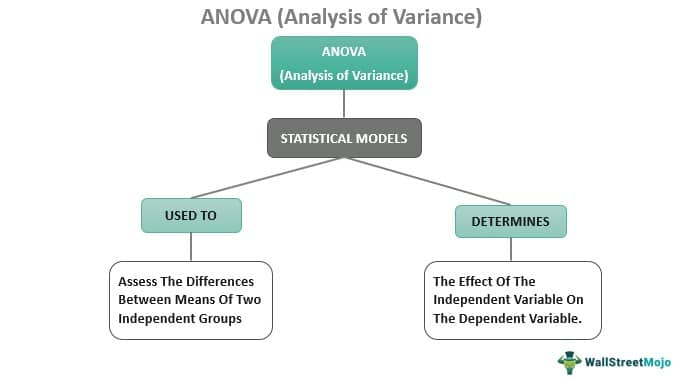 ANOVA (Analysis of Variance)
ANOVA
(Analysis of Variance)
STATISTICAL MODELS
USED TO
DETERMINES
Assess The Differences
Between Means Of Two
Independent Groups
The Effect Of The
Independent Variable On
The Dependent Variable.
WallStreetMojo